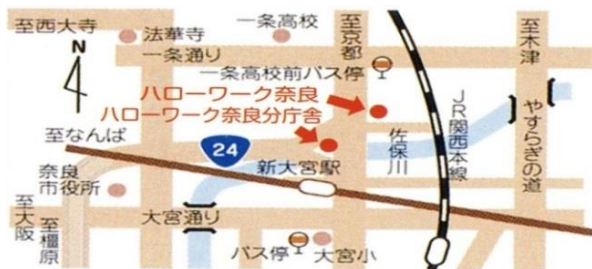 至西大寺
法華寺
一条高校
至京都
至木津
N
一条通り
一条高校前バス停
ハローワーク奈良
ハローワーク奈良分庁舎
至なんば
24
新大宮駅
佐保川
JR関西本線
やすらぎの道
奈良
市役所
至大阪
至橿原
大宮通り
バス停
大宮小